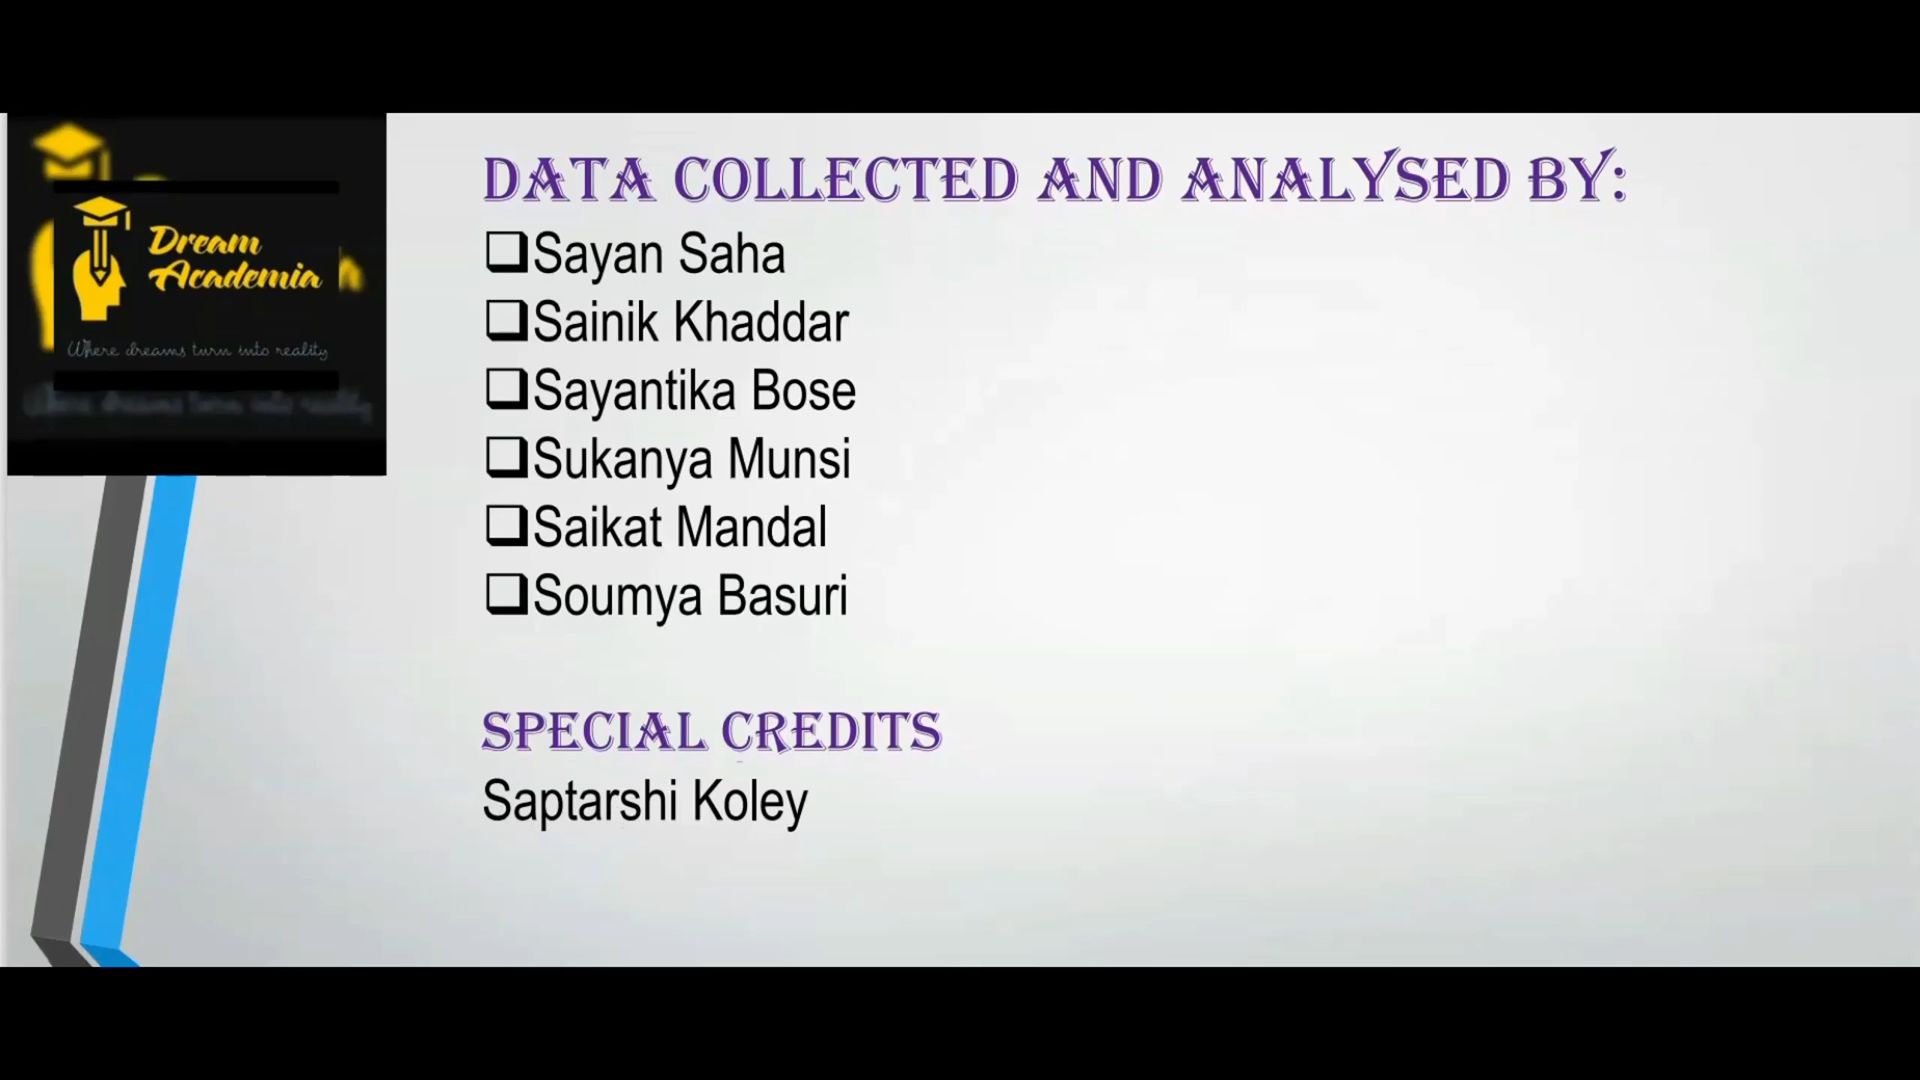 Dream
Academia
Where dreams turn into reality
DATA COLLECTED AND ANALYSED BY:
❑Sayan Saha
❑Sainik Khaddar
❑Sayantika Bose
❑Sukanya Munsi
❑Saikat Mandal
❑Soumya Basuri
SPECIAL CREDITS
Saptarshi Koley